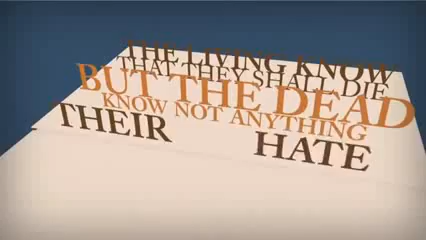 THE LIVING KNOW
THAT THEY SHALL DIE
BUT THE DEAD
KNOW NOT ANYTHING
THEIR HATE